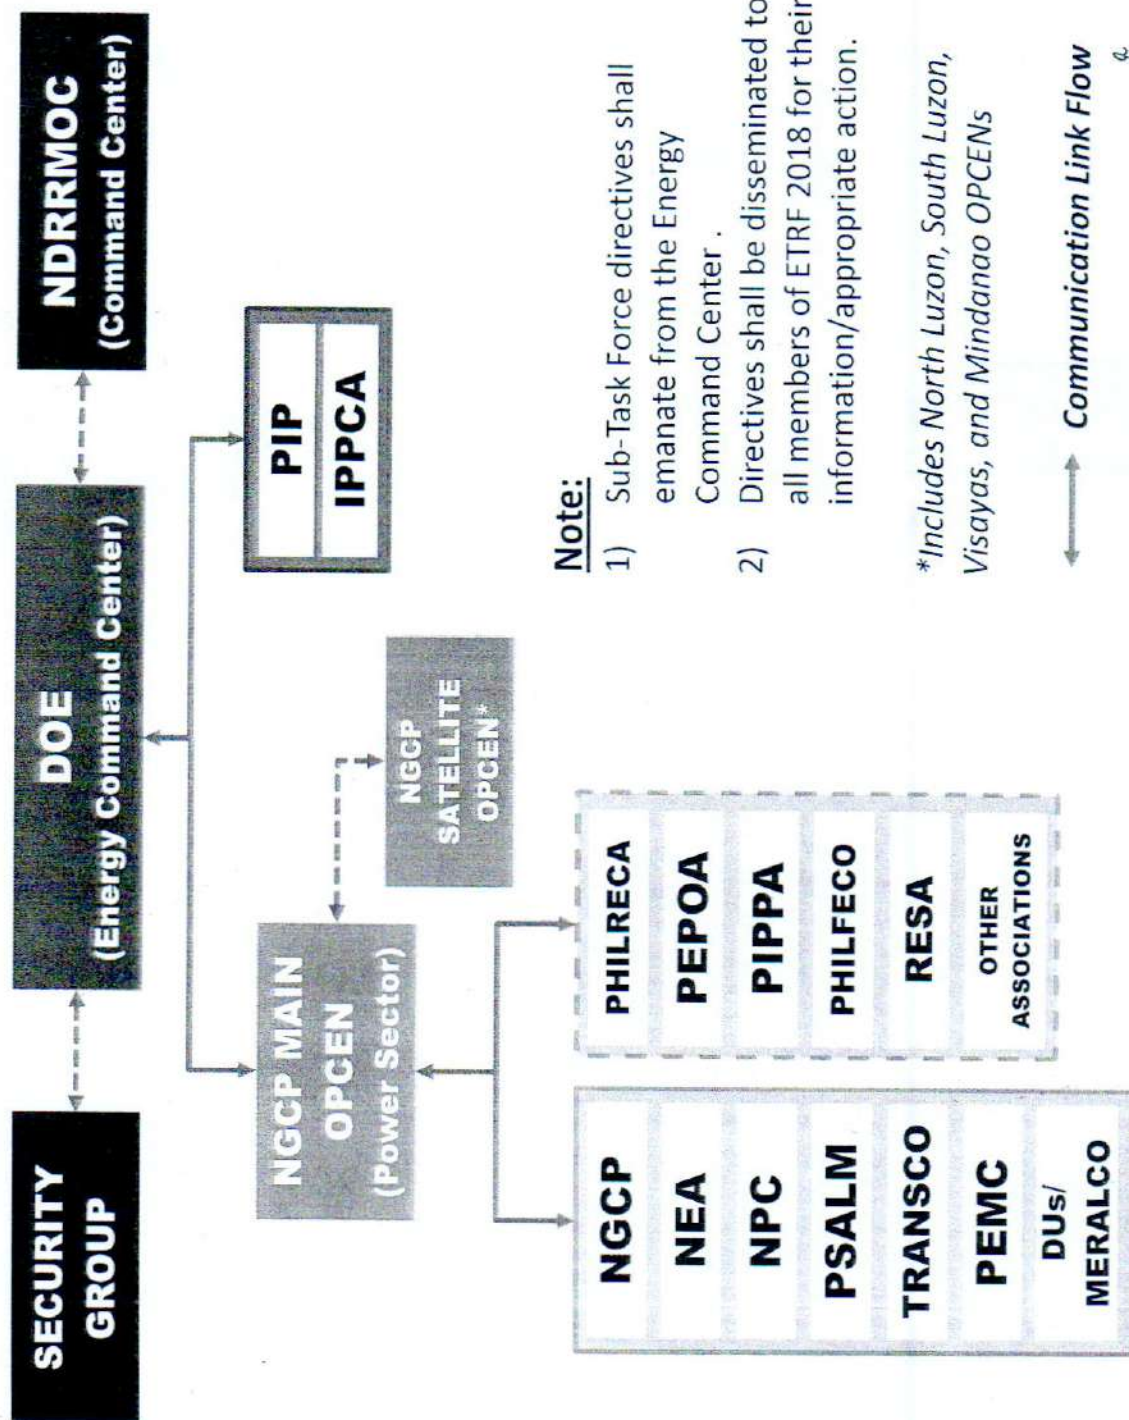 SECURITY
GROUP
DOE
(Energy Command Center)
NDRRMOC
(Command Center)
NGCP MAIN
OPCEN
(Power Sector)
NGCP
SATELLITE
OPCEN*
PIP
IPPCA
NGCP
NEA
NPC
PSALM
TRANSCO
PEMC
DUs/
MERALCO
PHILRECA
PEPOA
PIPPA
PHILFECO
RESA
OTHER
ASSOCIATIONS
Note:
1) Sub-Task Force directives shall
emanate from the Energy
Command Center .
2) Directives shall be disseminated to
all members of ETRF 2018 for their
information/appropriate action.
*Includes North Luzon, South Luzon,
Visayas, and Mindanao OPCENs
Communication Link Flow